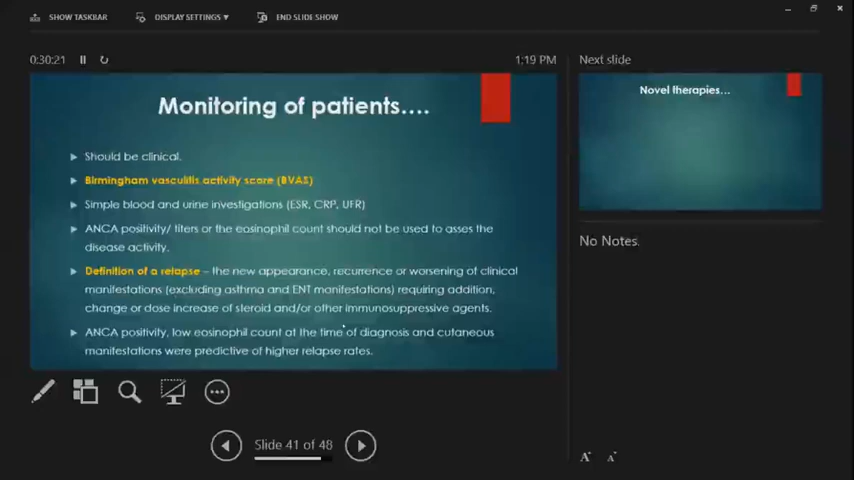 SHOW TASKBAR
DISPLAY SETTINGS ▼
END SLIDE SHOW
0:30:21
1:19 PM
Monitoring of patients....
Should be clinical.
Birmingham vasculitis activity score (BVAS)
Simple blood and urine investigations (ESR, CRP, UFR)
ANCA positivity/ titers or the eosinophil count should not be used to asses the
disease activity.
Definition of a relapse – the new appearance, recurrence or worsening of clinical
manifestations (excluding asthma and ENT manifestations) requiring addition,
change or dose increase of steroid and/or other immunosuppressive agents.
ANCA positivity, low eosinophil count at the time of diagnosis and cutaneous
manifestations were predictive of higher relapse rates.
Slide 41 of 48
Next slide
Novel therapies...
No Notes.
A A